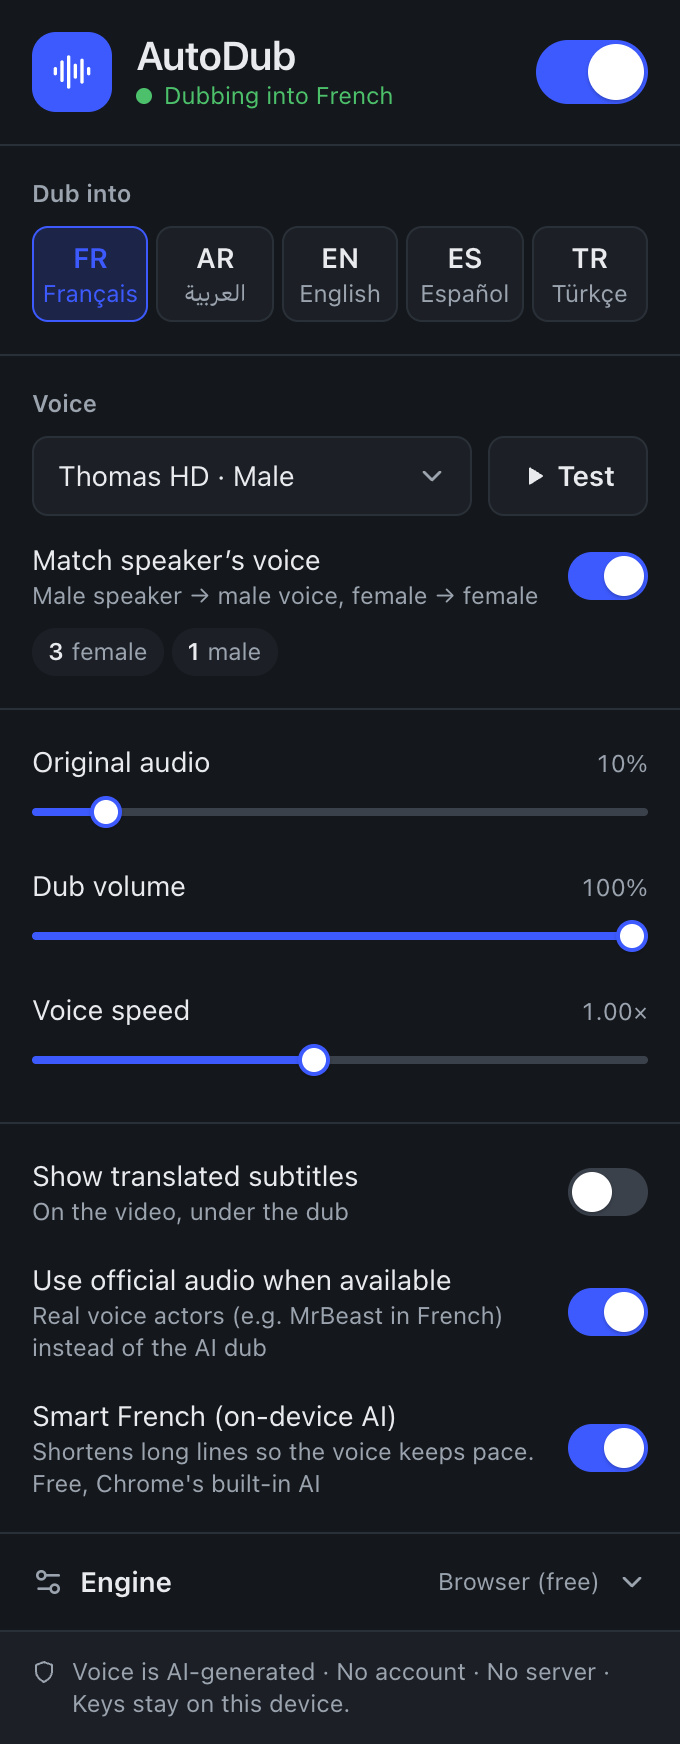 AutoDub
Dubbing into French
Dub into
FR
Français
AR
العربية
EN
English
ES
Español
TR
Türkçe
Voice
Thomas HD · Male
Test
Match speaker’s voice
Male speaker → male voice, female → female
3 female
1 male
Original audio
10%
Dub volume
100%
Voice speed
1.00×
Show translated subtitles
On the video, under the dub
Use official audio when available
Real voice actors (e.g. MrBeast in French)
instead of the AI dub
Smart French (on-device AI)
Shortens long lines so the voice keeps pace.
Free, Chrome's built-in AI
Engine
Browser (free)
Voice is AI-generated · No account · No server ·
Keys stay on this device.